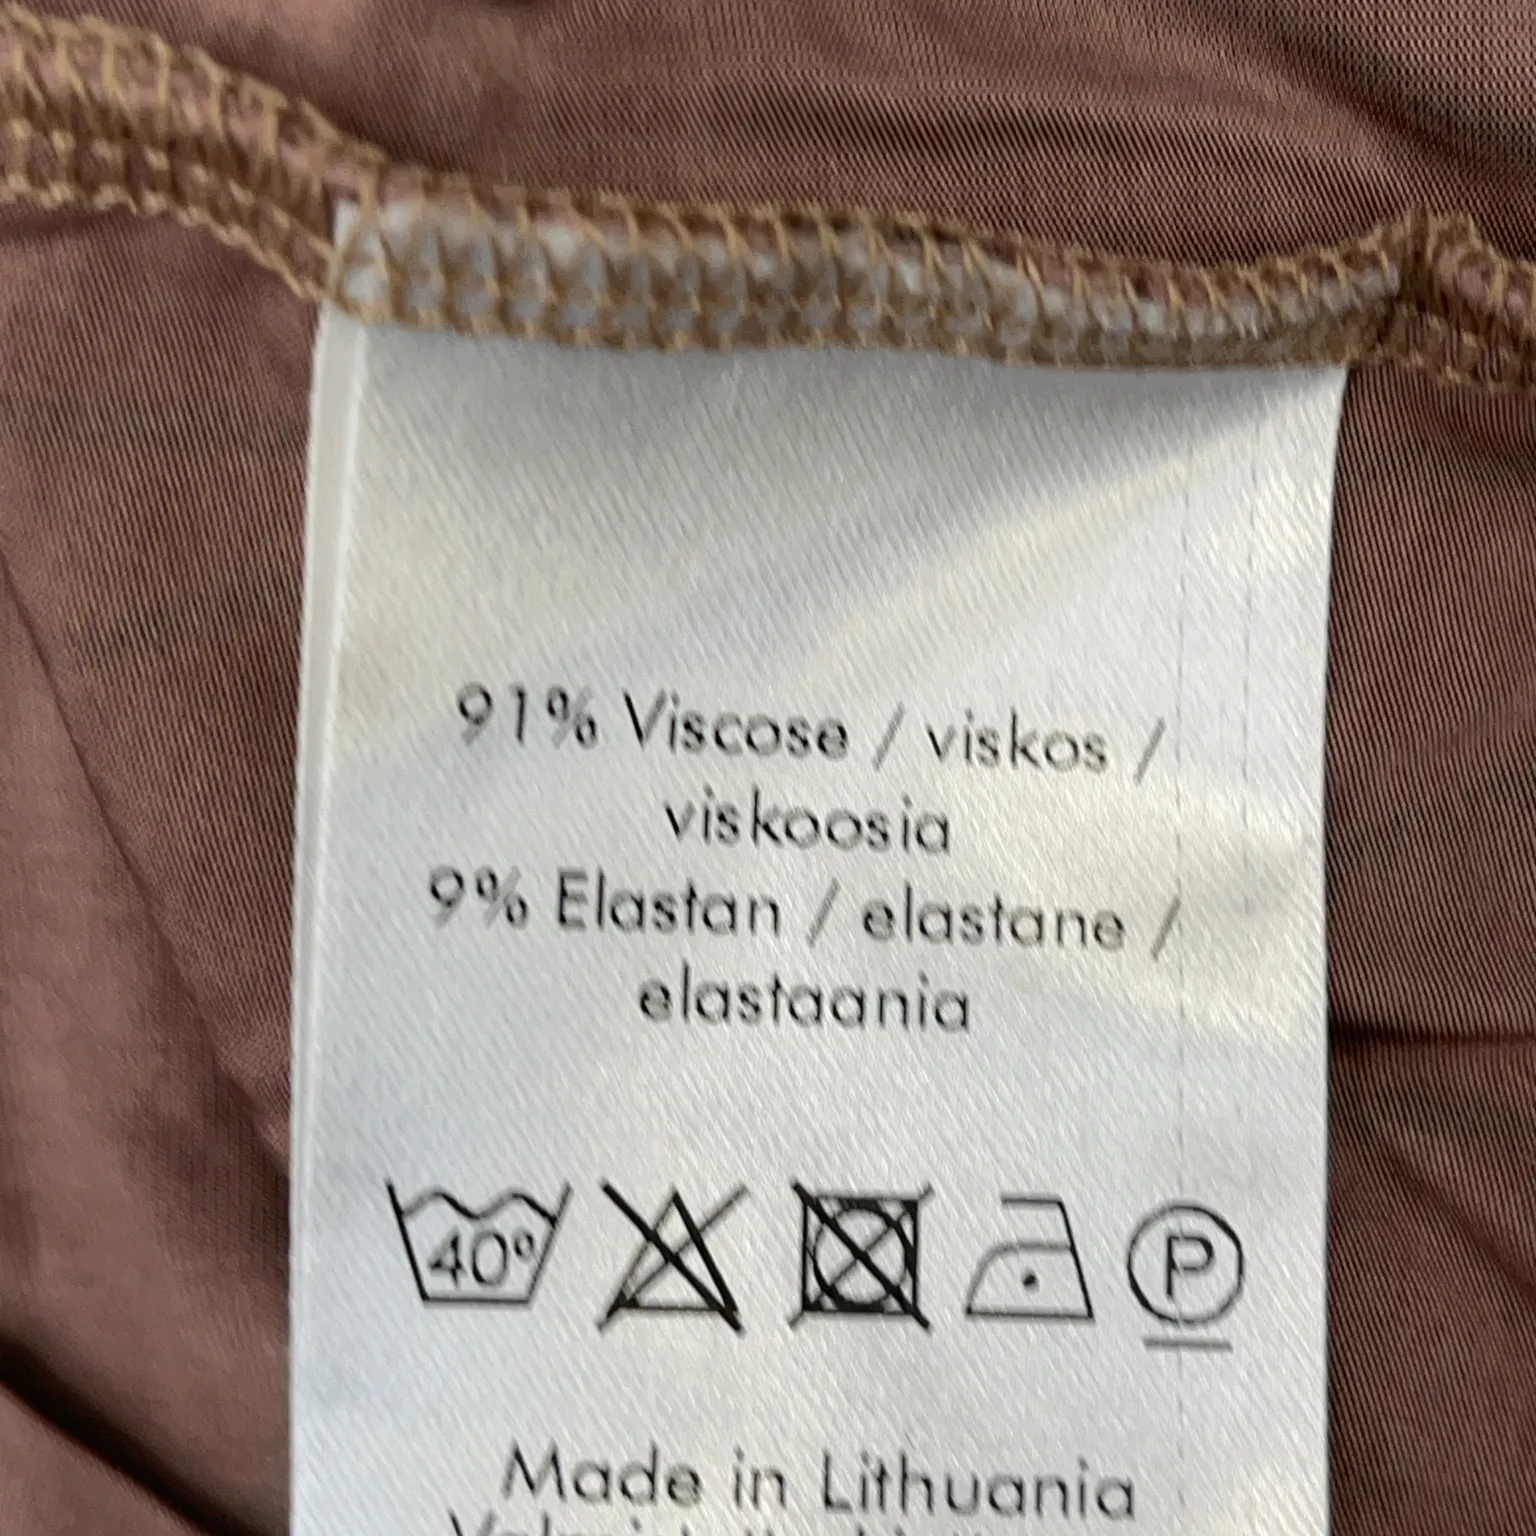 91% Viscose / viskos /
viskoosia
9% Elastan / elastane /
elastaania
40°
P
Made in Lithuania